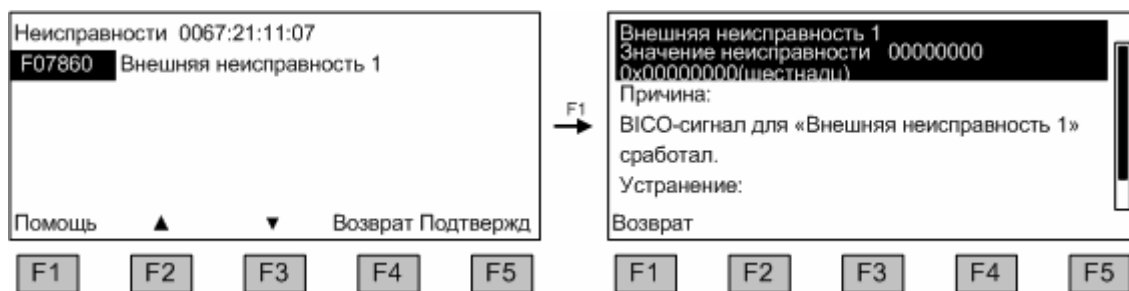 Неисправности 0067:21:11:07
F07860 Внешняя неисправность 1
Помощь ▲ ▼ Возврат Подтвержд
F1 F2 F3 F4 F5
F1
Внешняя неисправность 1
Значение неисправности 00000000
0x00000000(шестнадц)
Причина:
BICO-сигнал для «Внешняя неисправность 1»
сработал.
Устранение:
Возврат
F1 F2 F3 F4 F5